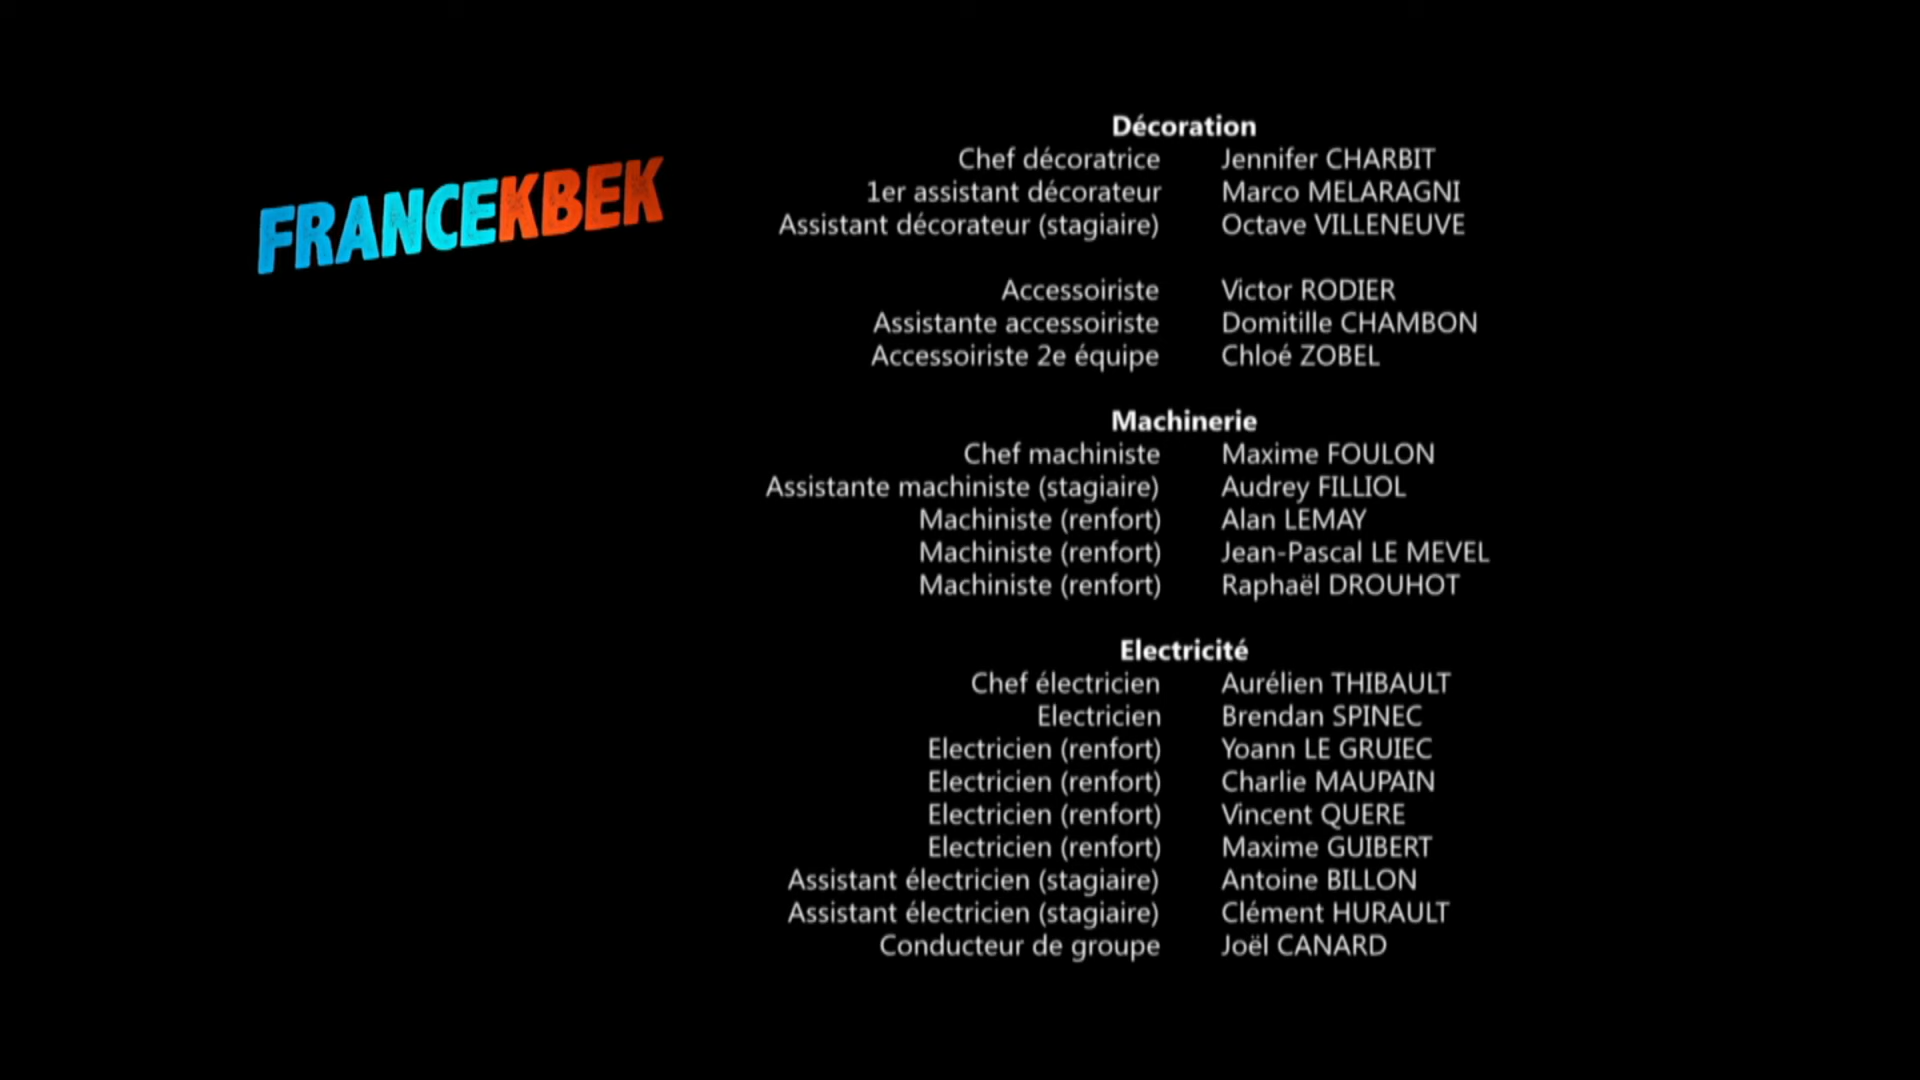 FRANCEKBEK
Décoration
Chef décoratrice Jennifer CHARBIT
1er assistant décorateur Marco MELARAGNI
Assistant décorateur (stagiaire) Octave VILLENEUVE
Accessoiriste Victor RODIER
Assistante accessoiriste Domitille CHAMBON
Accessoiriste 2e équipe Chloé ZOBEL
Machinerie
Chef machiniste Maxime FOULON
Assistante machiniste (stagiaire) Audrey FILLIOL
Machiniste (renfort) Alan LEMAY
Machiniste (renfort) Jean-Pascal LE MEVEL
Machiniste (renfort) Raphaël DROUHOT
Electricité
Chef électricien Aurélien THIBAULT
Electricien Brendan SPINEC
Electricien (renfort) Yoann LE GRUIEC
Electricien (renfort) Charlie MAUPAIN
Electricien (renfort) Vincent QUERE
Electricien (renfort) Maxime GUIBERT
Assistant électricien (stagiaire) Antoine BILLON
Assistant électricien (stagiaire) Clément HURAULT
Conducteur de groupe Joël CANARD